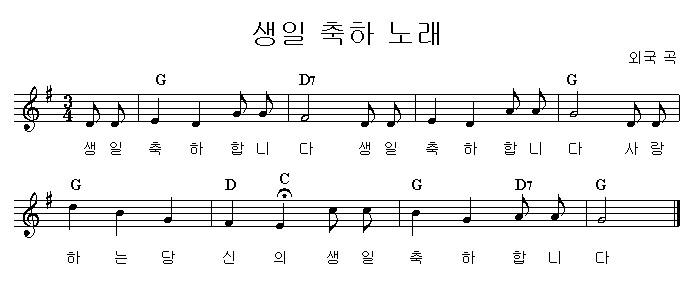 생일 축하 노래
외국 곡
G D7 G
3/4
생 일 축 하 합 니 다 생 일 축 하 합 니 다 사 랑
G D C G D7 G
하 는 당 신 의 생 일 축 하 합 니 다